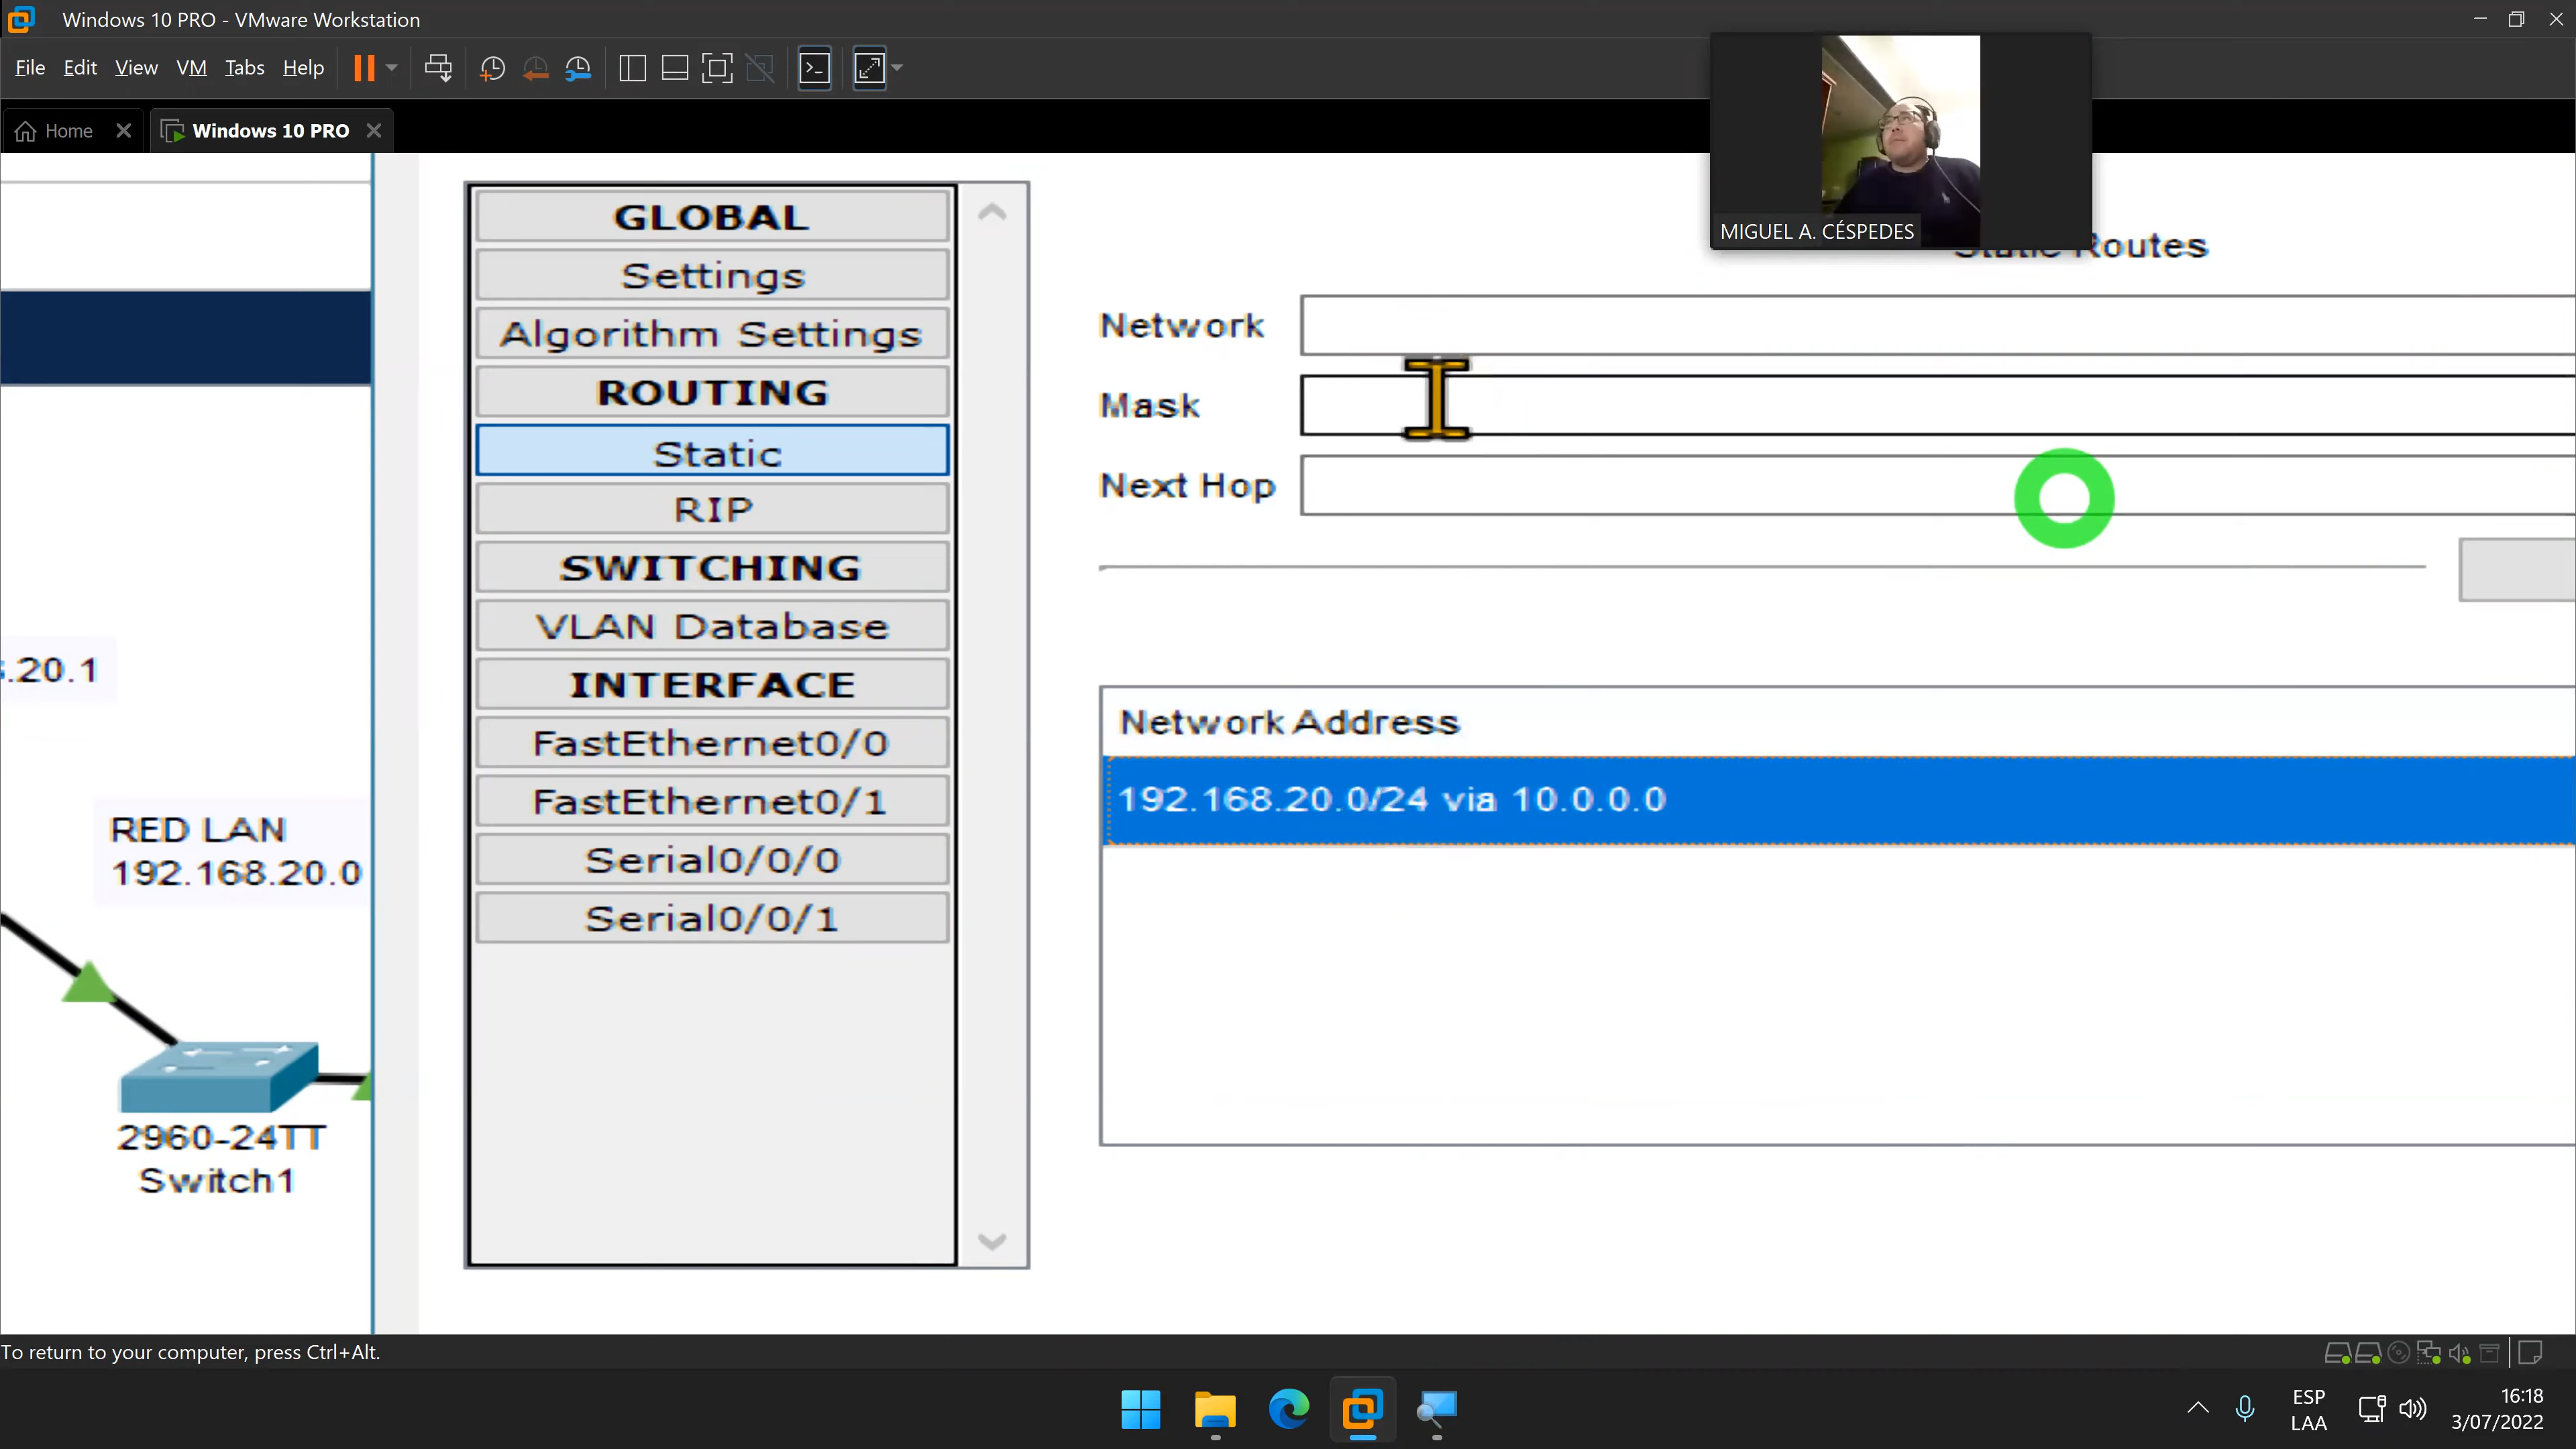 Windows 10 PRO - VMware Workstation
File Edit View VM Tabs Help
Home
Windows 10 PRO
MIGUEL A. CÉSPEDES
Static Routes
GLOBAL
Settings
Algorithm Settings
ROUTING
Static
RIP
SWITCHING
VLAN Database
INTERFACE
FastEthernet0/0
FastEthernet0/1
Serial0/0/0
Serial0/0/1
Network
Mask
Next Hop
Network Address
192.168.20.0/24 via 10.0.0.0
.20.1
RED LAN
192.168.20.0
2960-24TT
Switch1
To return to your computer, press Ctrl+Alt.
ESP
LAA
16:18
3/07/2022